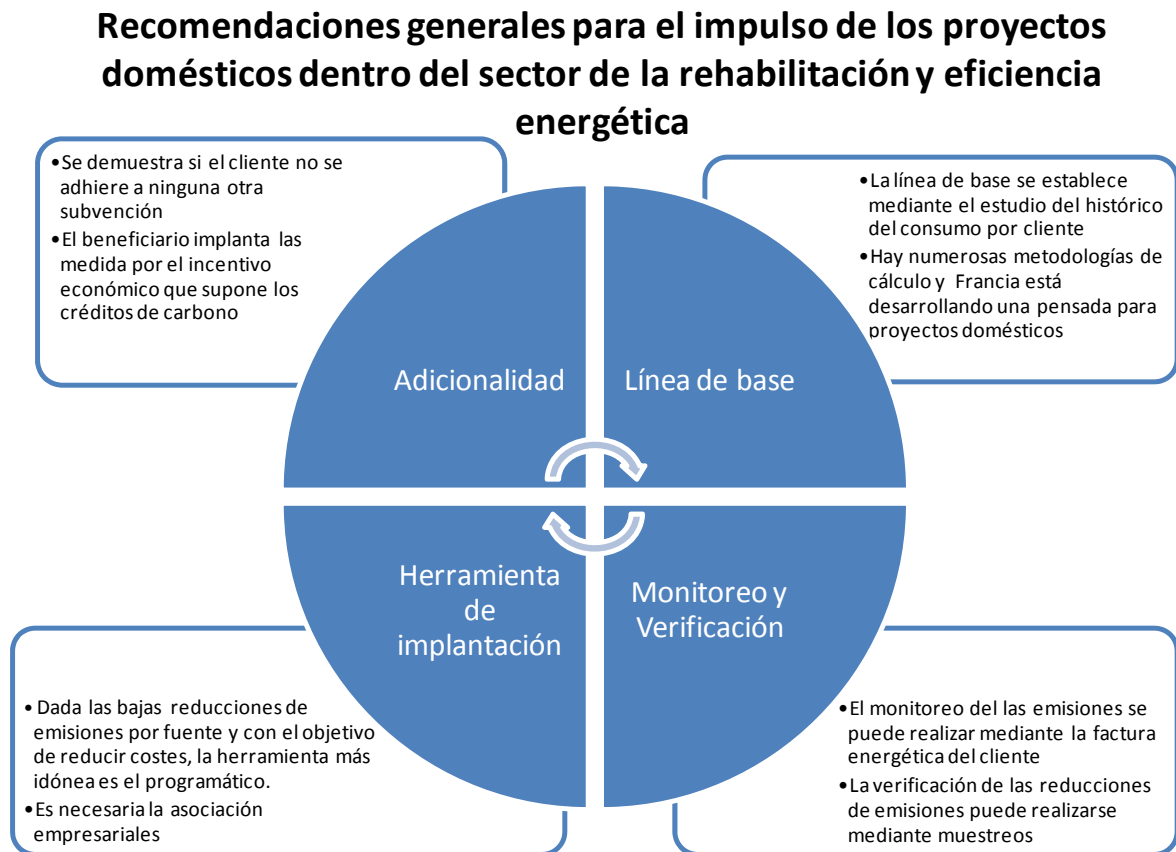 Recomendaciones generales para el impulso de los proyectos
domésticos dentro del sector de la rehabilitación y eficiencia
energética
•Se demuestra si el cliente no se
adhiere a ninguna otra
subvención
•El beneficiario implanta las
medida por el incentivo
económico que supone los
créditos de carbono
•La línea de base se establece
mediante el estudio del histórico
del consumo por cliente
•Hay numerosas metodologías de
cálculo y Francia está
desarrollando una pensada para
proyectos domésticos
Adicionalidad
Línea de base
Herramienta
de
implantación
Monitoreo y
Verificación
• Dada las bajas reducciones de
emisiones por fuente y con el objetivo
de reducir costes, la herramienta más
idónea es el programático.
•Es necesaria la asociación
empresariales
•El monitoreo del las emisiones se
puede realizar mediante la factura
energética del cliente
•La verificación de las reducciones
de emisiones puede realizarse
mediante muestreos